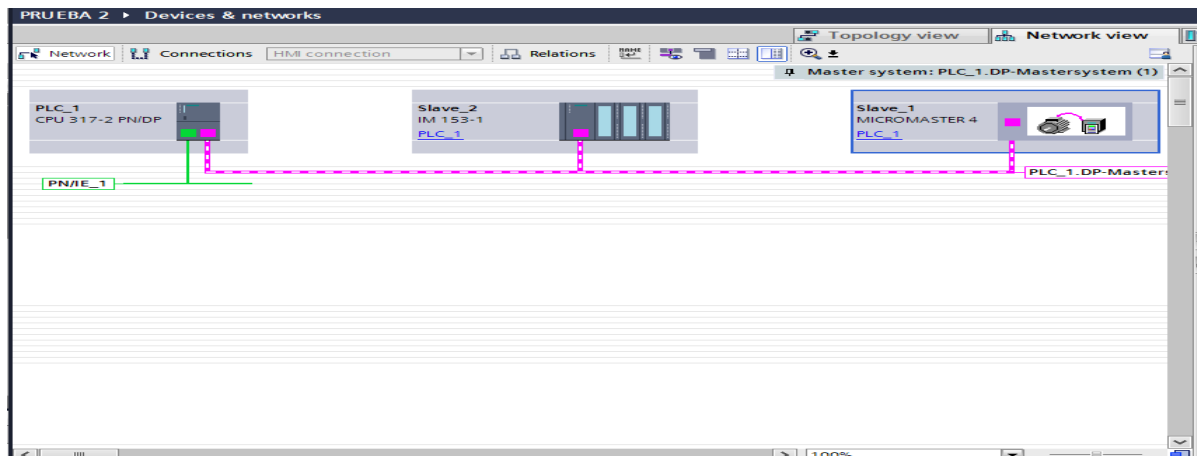 PRUEBA 2 ▸ Devices & networks
Topology view Network view
Network Connections HMI connection Relations
Master system: PLC_1.DP-Mastersystem (1)
PLC_1
CPU 317-2 PN/DP
Slave_2
IM 153-1
PLC_1
Slave_1
MICROMASTER 4
PLC_1
PN/IE_1
PLC_1.DP-Masters
100%